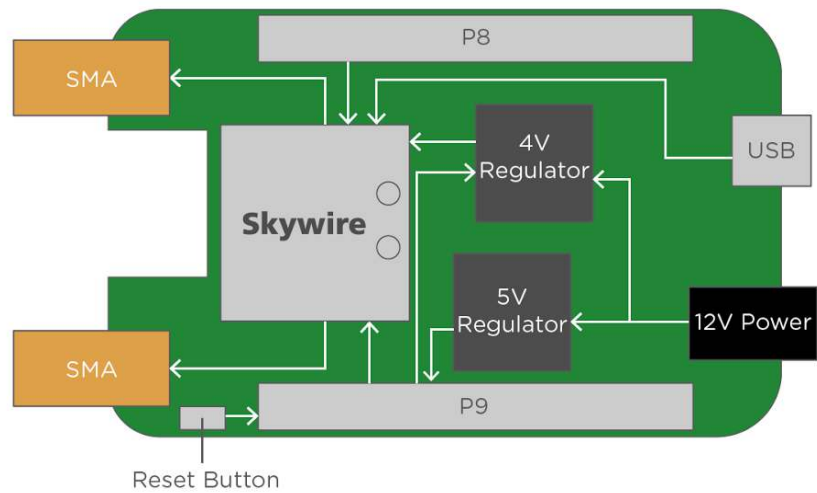 P8
SMA
4V
Regulator
USB
Skywire
5V
Regulator
12V Power
SMA
P9
Reset Button